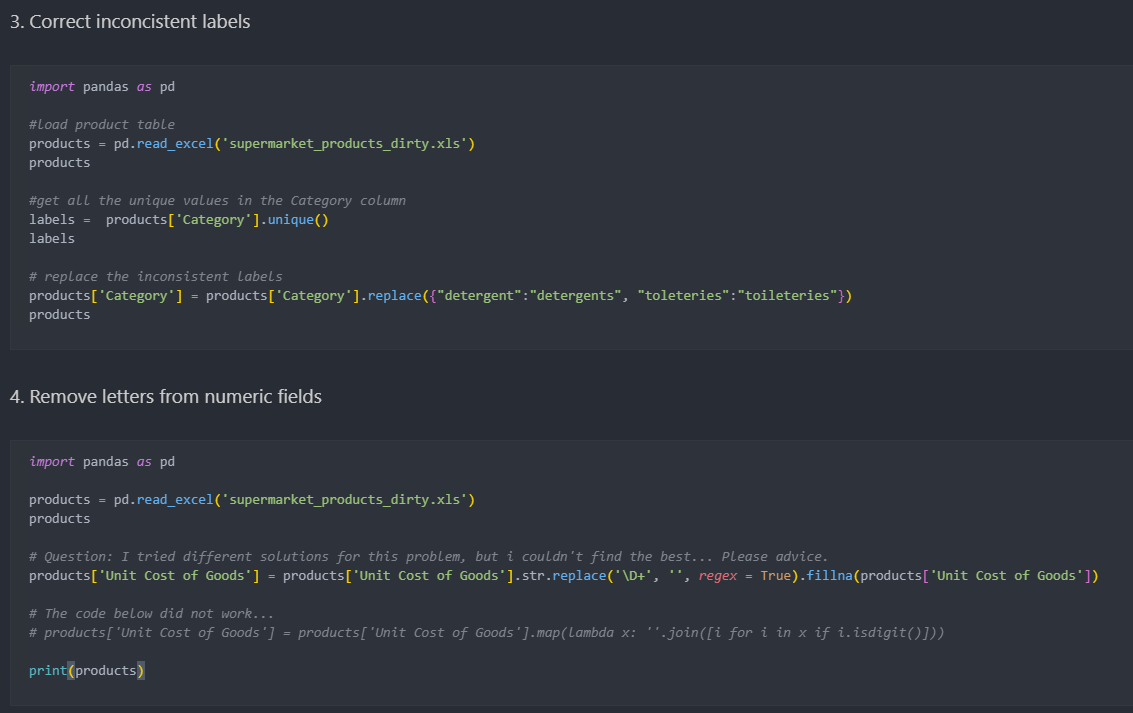 3. Correct inconcistent labels
import pandas as pd
#load product table
products = pd.read_excel('supermarket_products_dirty.xls')
products
#get all the unique values in the Category column
labels =  products['Category'].unique()
labels
# replace the inconsistent labels
products['Category'] = products['Category'].replace({"detergent":"detergents", "toleteries":"toileteries"})
products
4. Remove letters from numeric fields
import pandas as pd
products = pd.read_excel('supermarket_products_dirty.xls')
products
# Question: I tried different solutions for this problem, but i couldn't find the best... Please advice.
products['Unit Cost of Goods'] = products['Unit Cost of Goods'].str.replace('\D+', '', regex = True).fillna(products['Unit Cost of Goods'])
# The code below did not work...
# products['Unit Cost of Goods'] = products['Unit Cost of Goods'].map(lambda x: ''.join([i for i in x if i.isdigit()]))
print(products)